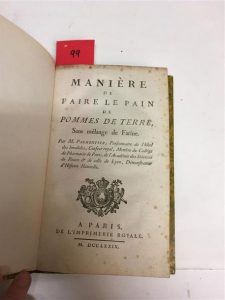 99
MANIÈRE
DE
FAIRE LE PAIN
DE
POMMES DE TERRE,
Sans mélange de Farine.
Par M. PARMENTIER, Pensionnaire de l'Hôtel
des Invalides, Censeur royal, Membre du Collège
de Pharmacie de Paris, de l'Académie des Sciences
de Rouen & de celle de Lyon, Démonstrateur
d'Histoire Naturelle.
A PARIS,
DE L'IMPRIMERIE ROYALE.
M. DCCLXXIX.